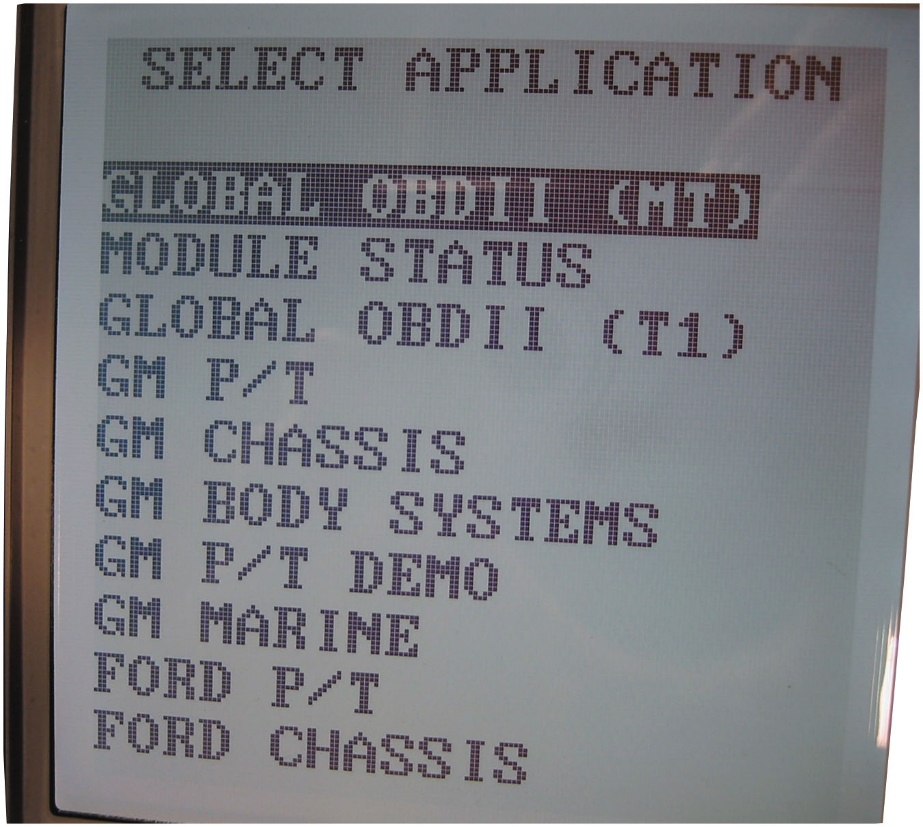 SELECT APPLICATION
GLOBAL OBDII (MT)
MODULE STATUS
GLOBAL OBDII (T1)
GM P/T
GM CHASSIS
GM BODY SYSTEMS
GM P/T DEMO
GM MARINE
FORD P/T
FORD CHASSIS